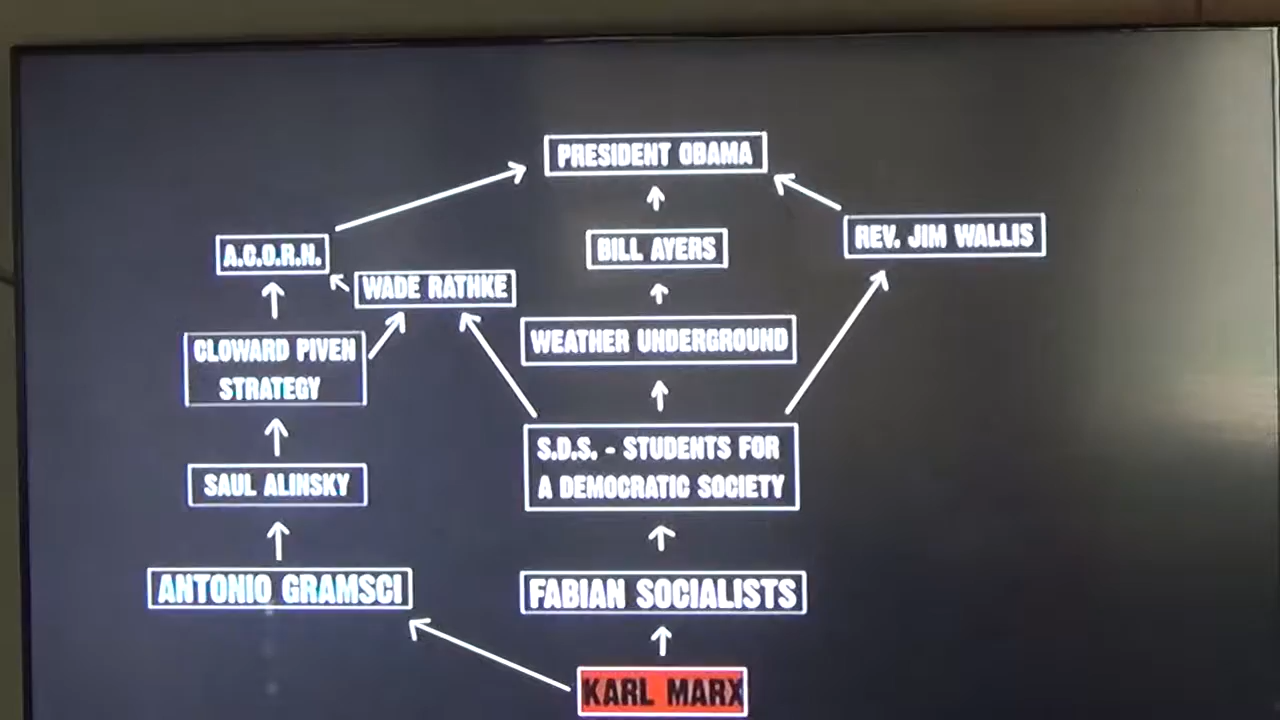 PRESIDENT OBAMA
A.C.O.R.N.
BILL AYERS
REV. JIM WALLIS
WADE RATHKE
WEATHER UNDERGROUND
CLOWARD PIVEN
STRATEGY
S.D.S. - STUDENTS FOR
A DEMOCRATIC SOCIETY
SAUL ALINSKY
ANTONIO GRAMSCI
FABIAN SOCIALISTS
KARL MARX